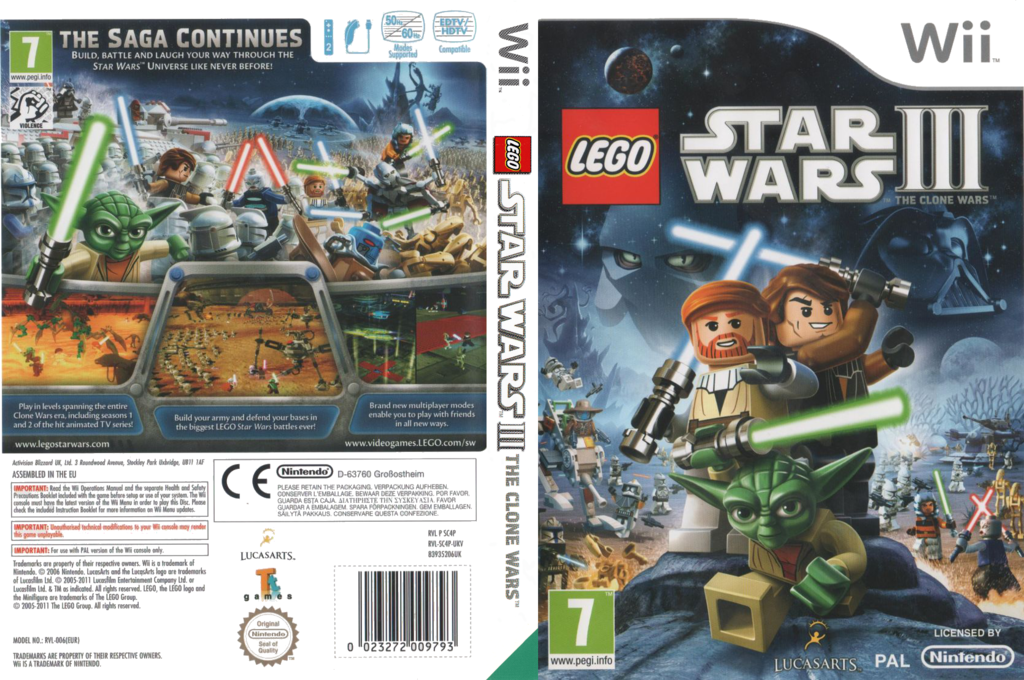 7
www.pegi.info
VIOLENCE
THE SAGA CONTINUES
BUILD, BATTLE AND LAUGH YOUR WAY THROUGH THE
STAR WARS™ UNIVERSE LIKE NEVER BEFORE!
1
2
50Hz
60Hz
Modes
Supported
EDTV/
HDTV
Compatible
Play in levels spanning the entire
Clone Wars era, including seasons 1
and 2 of the hit animated TV series!
Build your army and defend your bases in
the biggest LEGO Star Wars battles ever!
Brand new multiplayer modes
enable you to play with friends
in all new ways.
www.legostarwars.com
www.videogames.LEGO.com/sw
Activision Blizzard UK, Ltd. 3 Roundwood Avenue, Stockley Park Uxbridge, UB11 1AF
ASSEMBLED IN THE EU
IMPORTANT: Read the Wii Operations Manual and the separate Health and Safety
Precautions Booklet included with the game before setup or use of your system. The Wii
console must have the latest version of the Wii Menu in order to play this Disc. Please
check the included Instruction Booklet for more information on Wii Menu updates.
IMPORTANT: Unauthorised technical modifications to your Wii console may render
this game unplayable.
IMPORTANT: For use with PAL version of the Wii console only.
Trademarks are property of their respective owners. Wii is a trademark of
Nintendo. © 2006 Nintendo. LucasArts and the LucasArts logo are trademarks
of Lucasfilm Ltd. © 2005-2011 Lucasfilm Entertainment Company Ltd. or
Lucasfilm Ltd. & TM as indicated. All rights reserved. LEGO, the LEGO logo and
the Minifigure are trademarks of The LEGO Group.
© 2005-2011 The LEGO Group. All rights reserved.
MODEL NO.: RVL-006(EUR)
TRADEMARKS ARE PROPERTY OF THEIR RESPECTIVE OWNERS.
Wii IS A TRADEMARK OF NINTENDO.
CE
Nintendo
D-63760 Großostheim
PLEASE RETAIN THE PACKAGING. VERPACKUNG AUFHEBEN.
CONSERVER L'EMBALLAGE. BEWAAR DEZE VERPAKKING. POR FAVOR,
GUARDA ESTA CAJA. ΔΙΑΤΗΡΗΣΤΕ ΤΗΝ ΣΥΣΚΕΥΑΣΙΑ. FAVOR
GUARDAR A EMBALAGEM. SPARA FÖRPACKNINGEN. GEM EMBALLAGEN.
SÄILYTÄ PAKKAUS. CONSERVARE QUESTA CONFEZIONE.
RVL P SC4P
RVL-SC4P-UKV
83935206UK
LUCASARTS™
Tt
games
Original
Nintendo
Seal of
Quality
0 023272 009793
Wii™
LEGO
STAR WARS™ III THE CLONE WARS™
Wii™
LEGO
STAR
WARS™ III
THE CLONE WARS™
7
www.pegi.info
LUCASARTS™
PAL
LICENSED BY
Nintendo